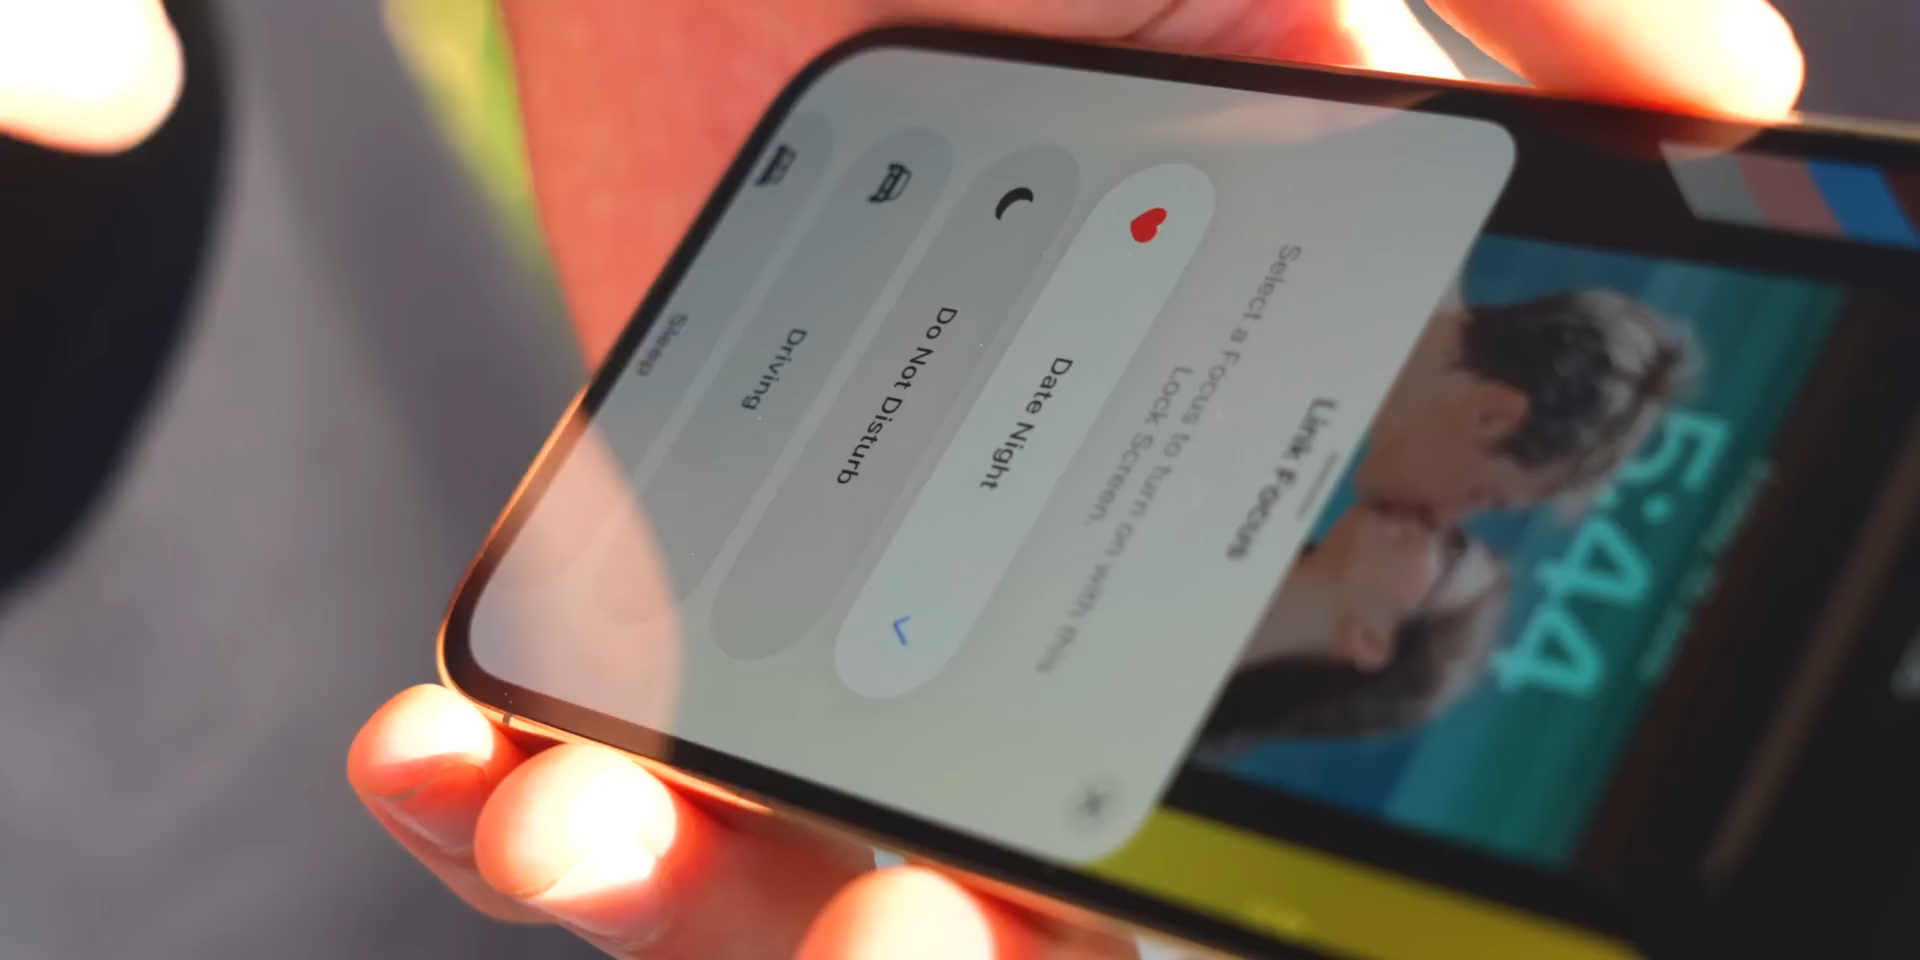 5:44
Link Focus
Select a Focus to turn on with this
Lock Screen.
Date Night
Do Not Disturb
Driving
Sleep